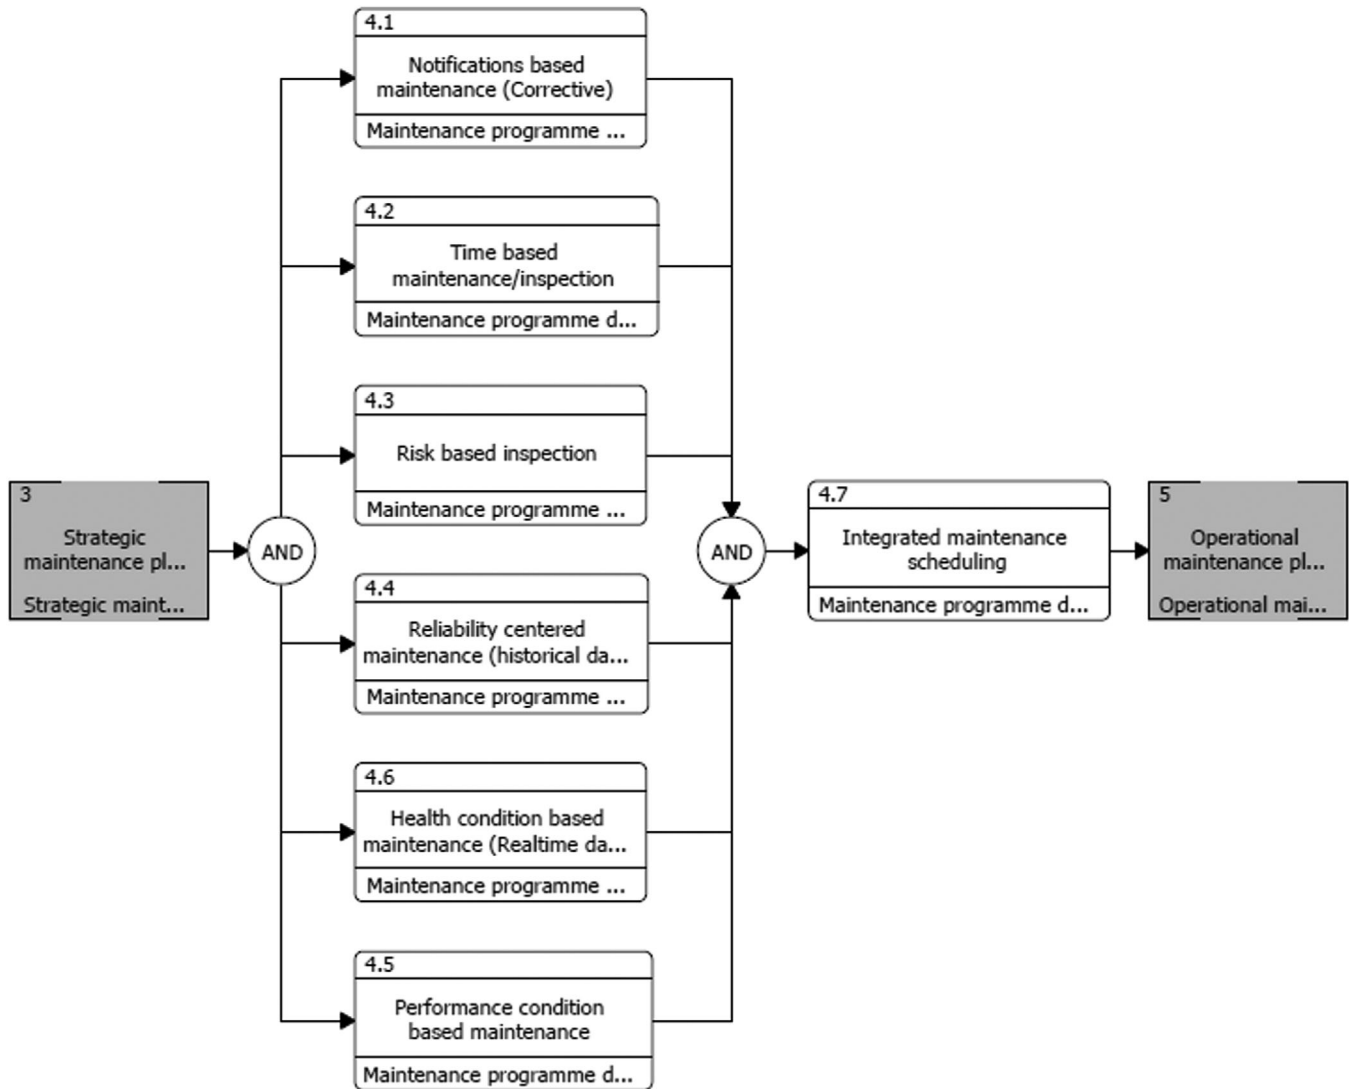 4.1
Notifications based
maintenance (Corrective)
Maintenance programme ...
4.2
Time based
maintenance/inspection
Maintenance programme d...
4.3
Risk based inspection
Maintenance programme ...
3
Strategic
maintenance pl...
Strategic maint...
AND
4.4
Reliability centered
maintenance (historical da...
Maintenance programme ...
4.6
Health condition based
maintenance (Realtime da...
Maintenance programme ...
4.5
Performance condition
based maintenance
Maintenance programme d...
AND
4.7
Integrated maintenance
scheduling
Maintenance programme d...
5
Operational
maintenance pl...
Operational mai...